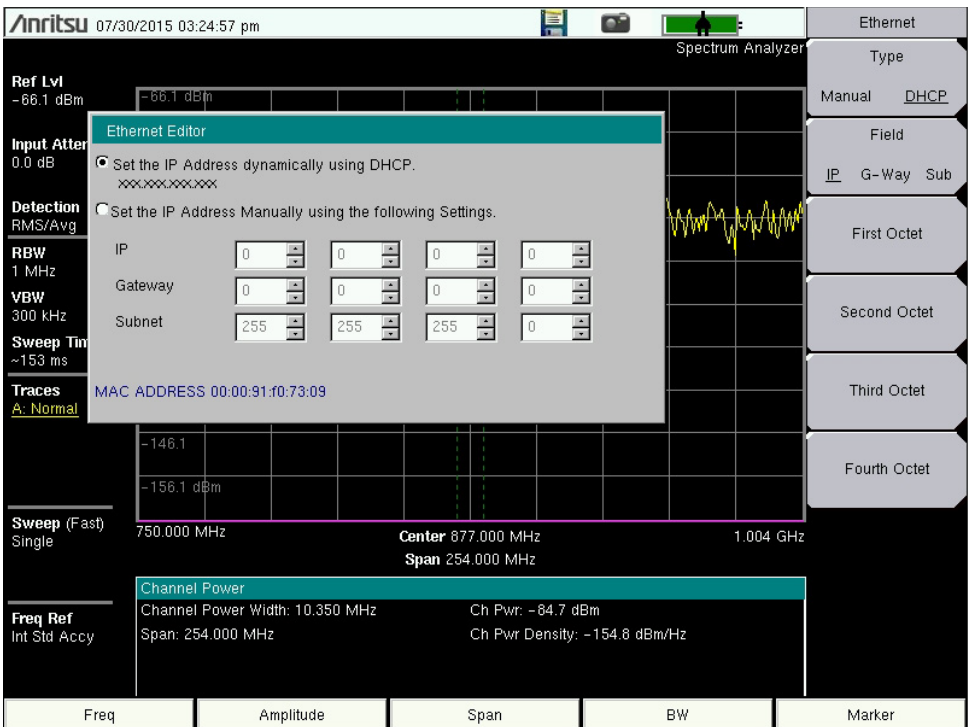 Anritsu 07/30/2015 03:24:57 pm
Spectrum Analyzer
Ref Lvl
-66.1 dBm
Input Atten
0.0 dB
Detection
RMS/Avg
RBW
1 MHz
VBW
300 kHz
Sweep Tim
~153 ms
Traces
A: Normal
Sweep (Fast)
Single
Freq Ref
Int Std Accy
-66.1 dBm
Ethernet Editor
Set the IP Address dynamically using DHCP.
xxx.xxx.xxx.xxx
Set the IP Address Manually using the following Settings.
IP 0 0 0 0
Gateway 0 0 0 0
Subnet 255 255 255 0
MAC ADDRESS 00:00:91:f0:73:09
-146.1
-156.1 dBm
750.000 MHz Center 877.000 MHz 1.004 GHz
Span 254.000 MHz
Channel Power
Channel Power Width: 10.350 MHz Ch Pwr: -84.7 dBm
Span: 254.000 MHz Ch Pwr Density: -154.8 dBm/Hz
Ethernet
Type
Manual DHCP
Field
IP G-Way Sub
First Octet
Second Octet
Third Octet
Fourth Octet
Freq Amplitude Span BW Marker